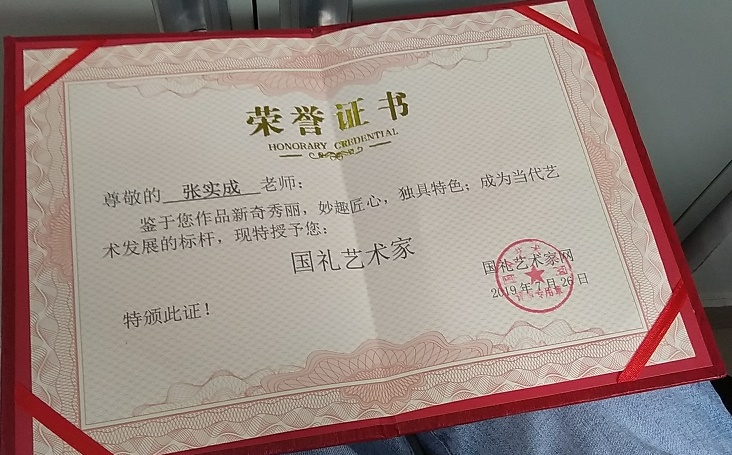 荣誉证书
HONORARY CREDENTIAL
尊敬的 张实成 老师：
鉴于您作品新奇秀丽，妙趣匠心，独具特色；成为当代艺
术发展的标杆，现特授予您：
国礼艺术家
国礼艺术家网
2019年7月26日
特颁此证！